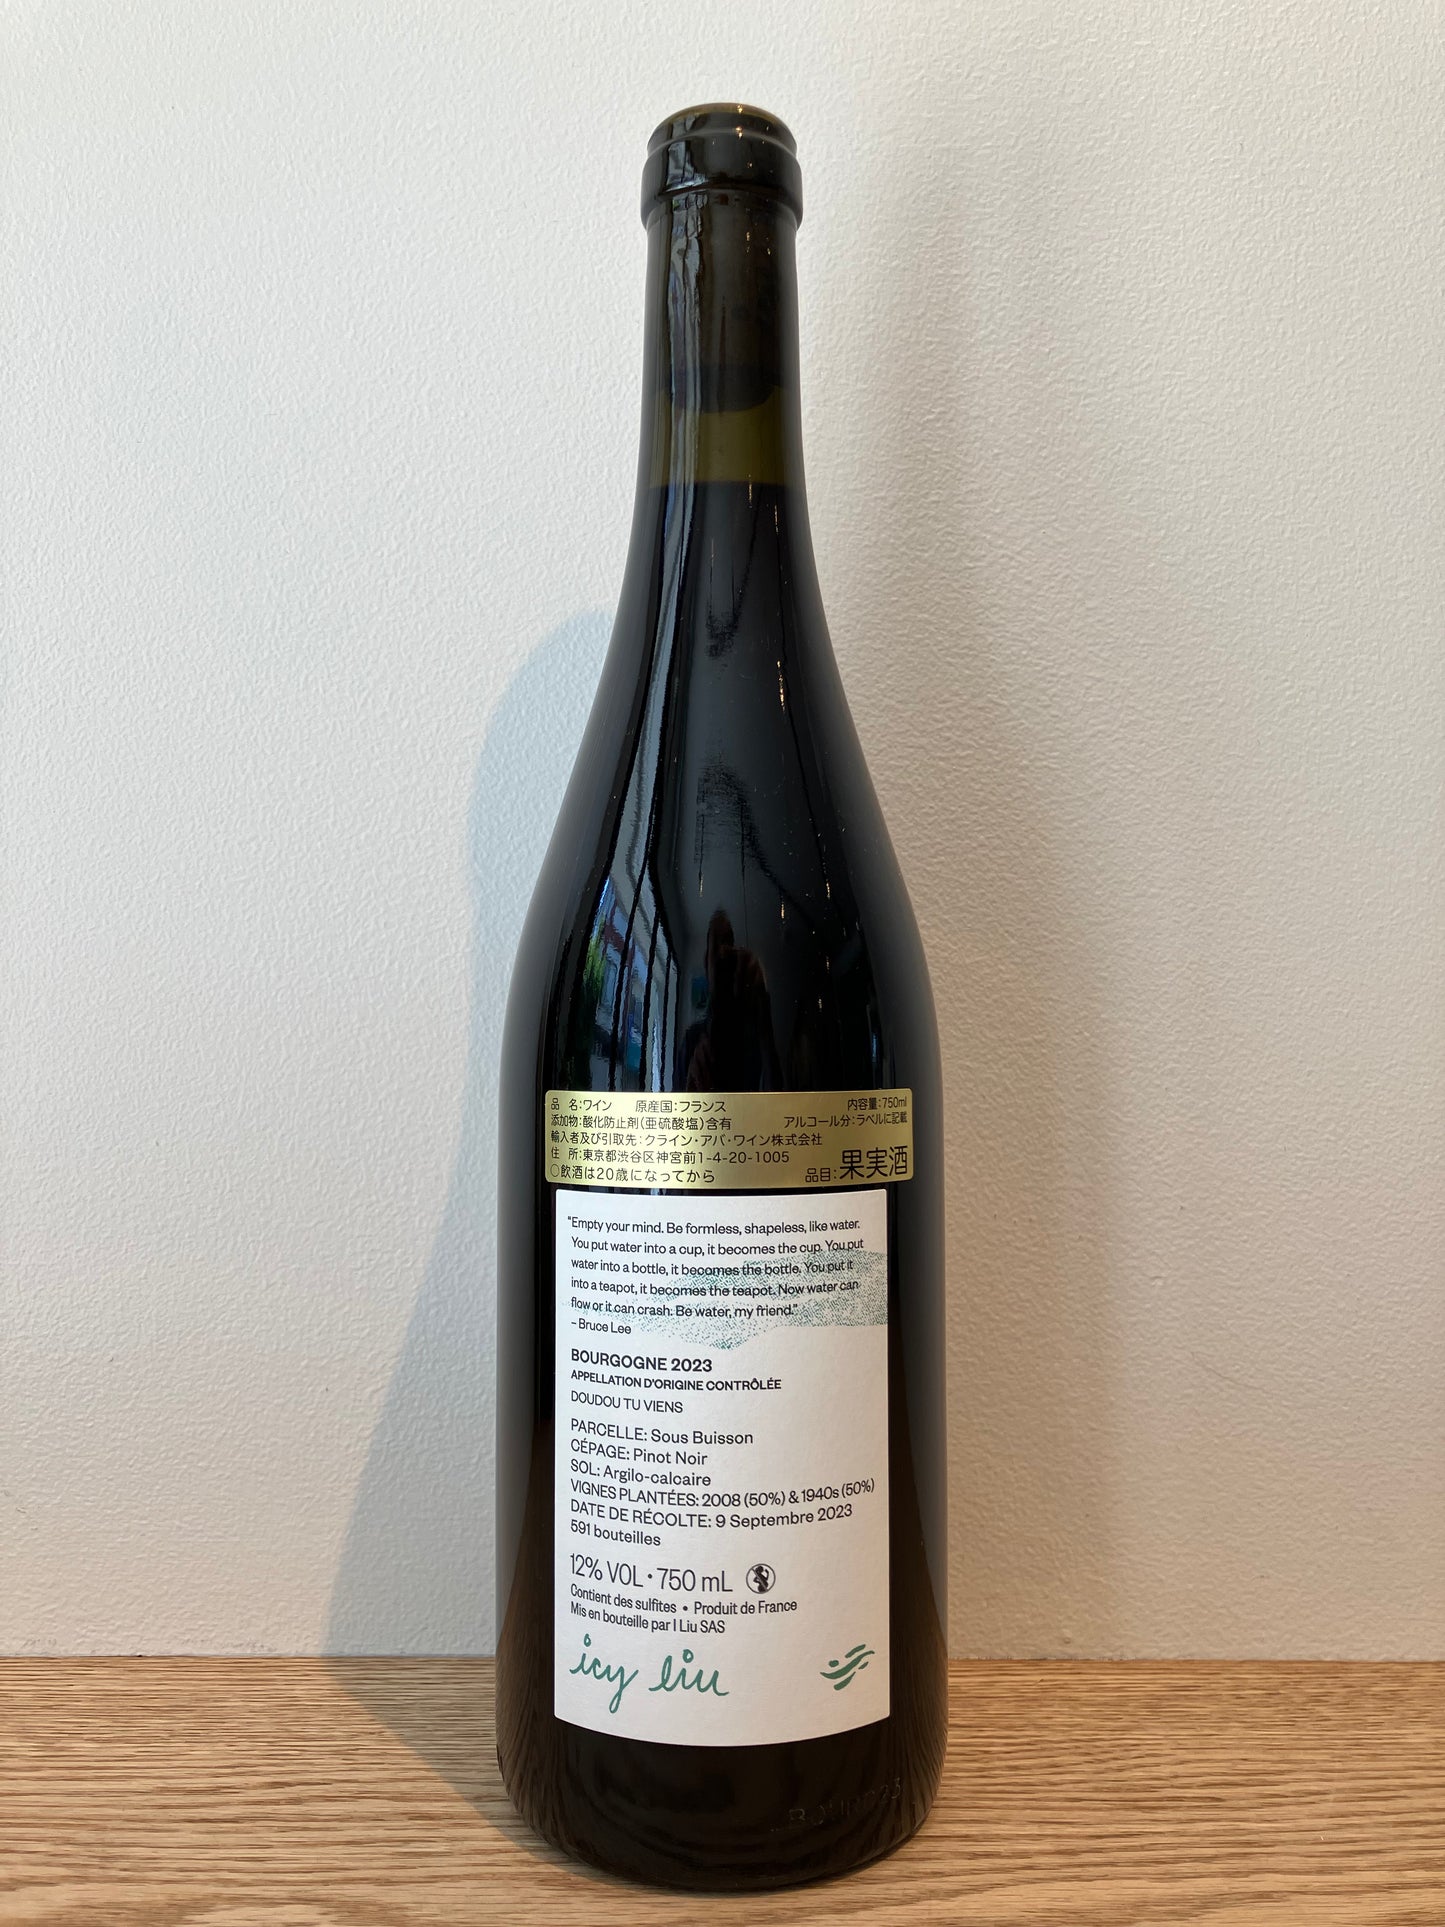 品　名：ワイン　原産国：フランス　内容量：750ml
添加物：酸化防止剤（亜硫酸塩）含有　アルコール分：ラベルに記載
輸入者及び引取先：クライン・アバ・ワイン株式会社
住　所：東京都渋谷区神宮前1-4-20-1005
○飲酒は20歳になってから　品目：果実酒
"Empty your mind. Be formless, shapeless, like water.
You put water into a cup, it becomes the cup. You put
water into a bottle, it becomes the bottle. You put it
into a teapot, it becomes the teapot. Now water can
flow or it can crash. Be water, my friend."
– Bruce Lee
BOURGOGNE 2023
APPELLATION D'ORIGINE CONTRÔLÉE
DOUDOU TU VIENS
PARCELLE: Sous Buisson
CÉPAGE: Pinot Noir
SOL: Argilo-calcaire
VIGNES PLANTÉES: 2008 (50%) & 1940s (50%)
DATE DE RÉCOLTE: 9 Septembre 2023
591 bouteilles
12% VOL • 750 mL
Contient des sulfites • Produit de France
Mis en bouteille par I Liu SAS
icy liu